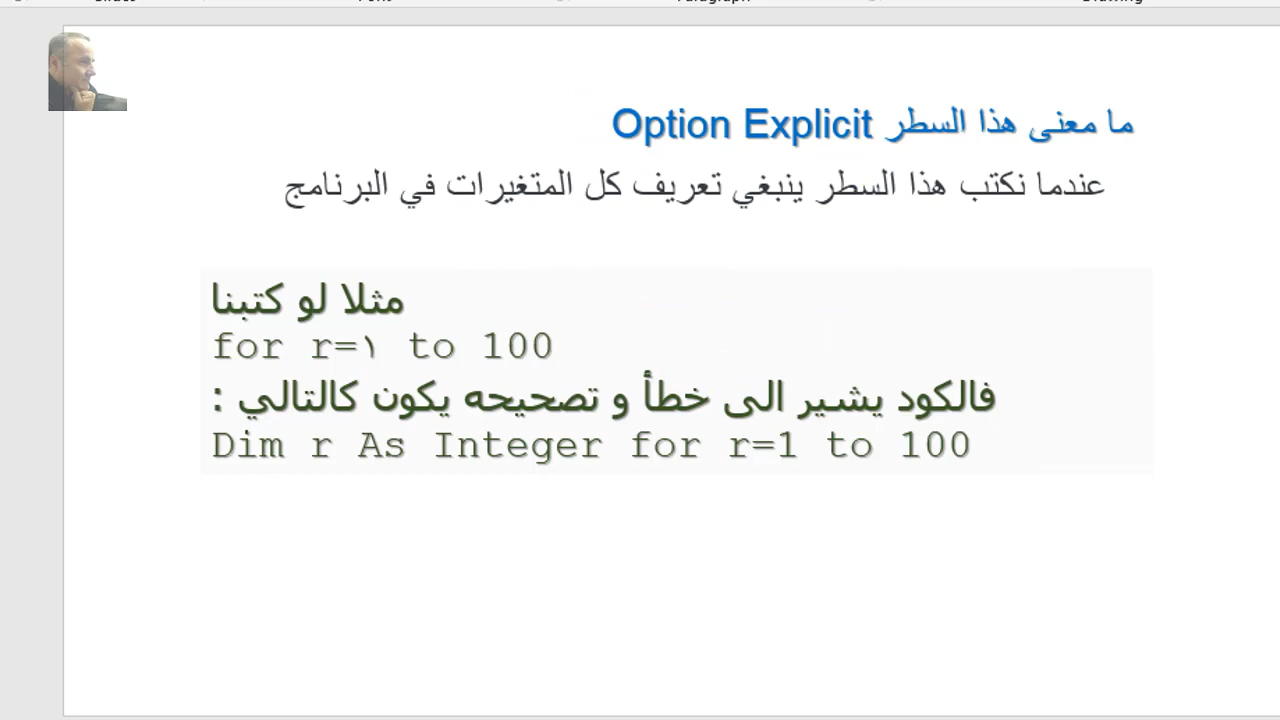 ما معنى هذا السطر Option Explicit
عندما نكتب هذا السطر ينبغي تعريف كل المتغيرات في البرنامج
مثلا لو كتبنا
for r=١ to 100
فالكود يشير الى خطأ و تصحيحه يكون كالتالي :
Dim r As Integer for r=1 to 100